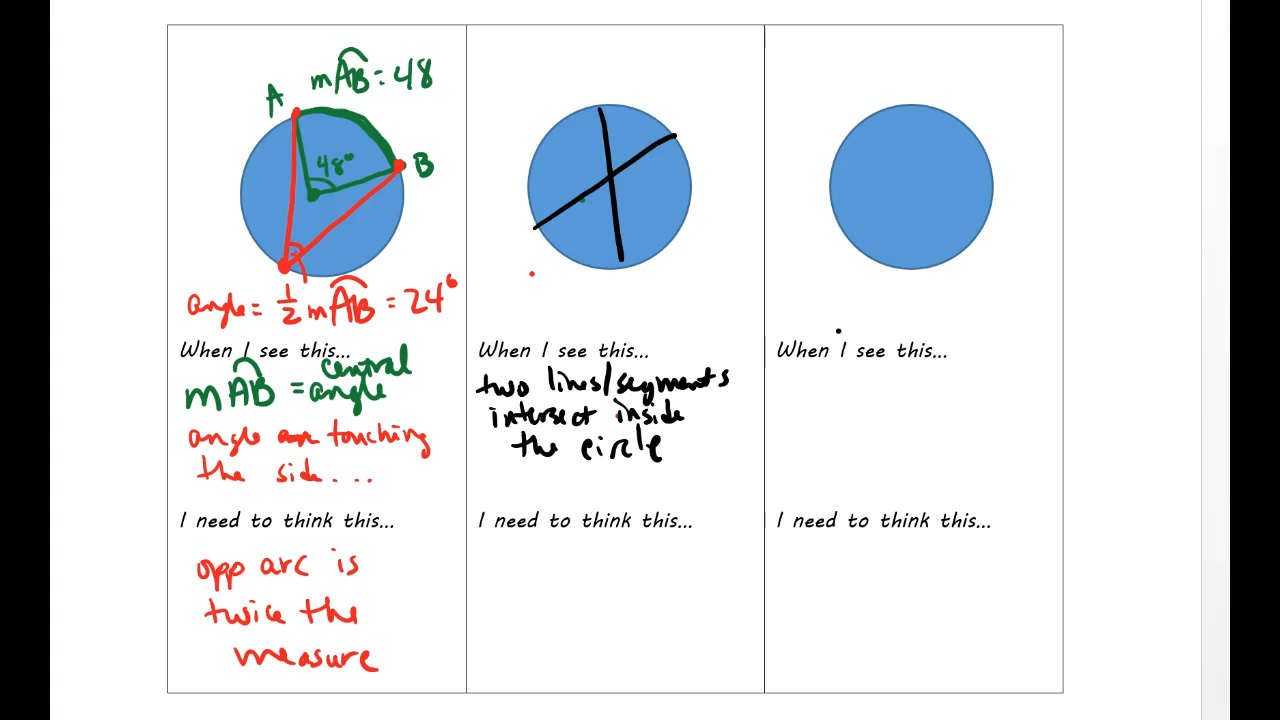 mAB = 48
A
48°
B
angle = 1/2 mAB = 24°
When I see this...
mAB = central angle
angle touching
the side....
I need to think this...
opp arc is
twice the
measure
When I see this...
two lines/segments
intersect inside
the circle
I need to think this...
When I see this...
I need to think this...